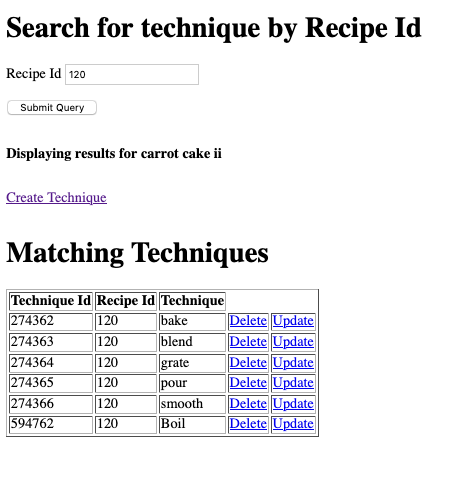 Search for technique by Recipe Id
Recipe Id 120
Submit Query
Displaying results for carrot cake ii
Create Technique
Matching Techniques
Technique Id Recipe Id Technique
274362 120 bake Delete Update
274363 120 blend Delete Update
274364 120 grate Delete Update
274365 120 pour Delete Update
274366 120 smooth Delete Update
594762 120 Boil Delete Update